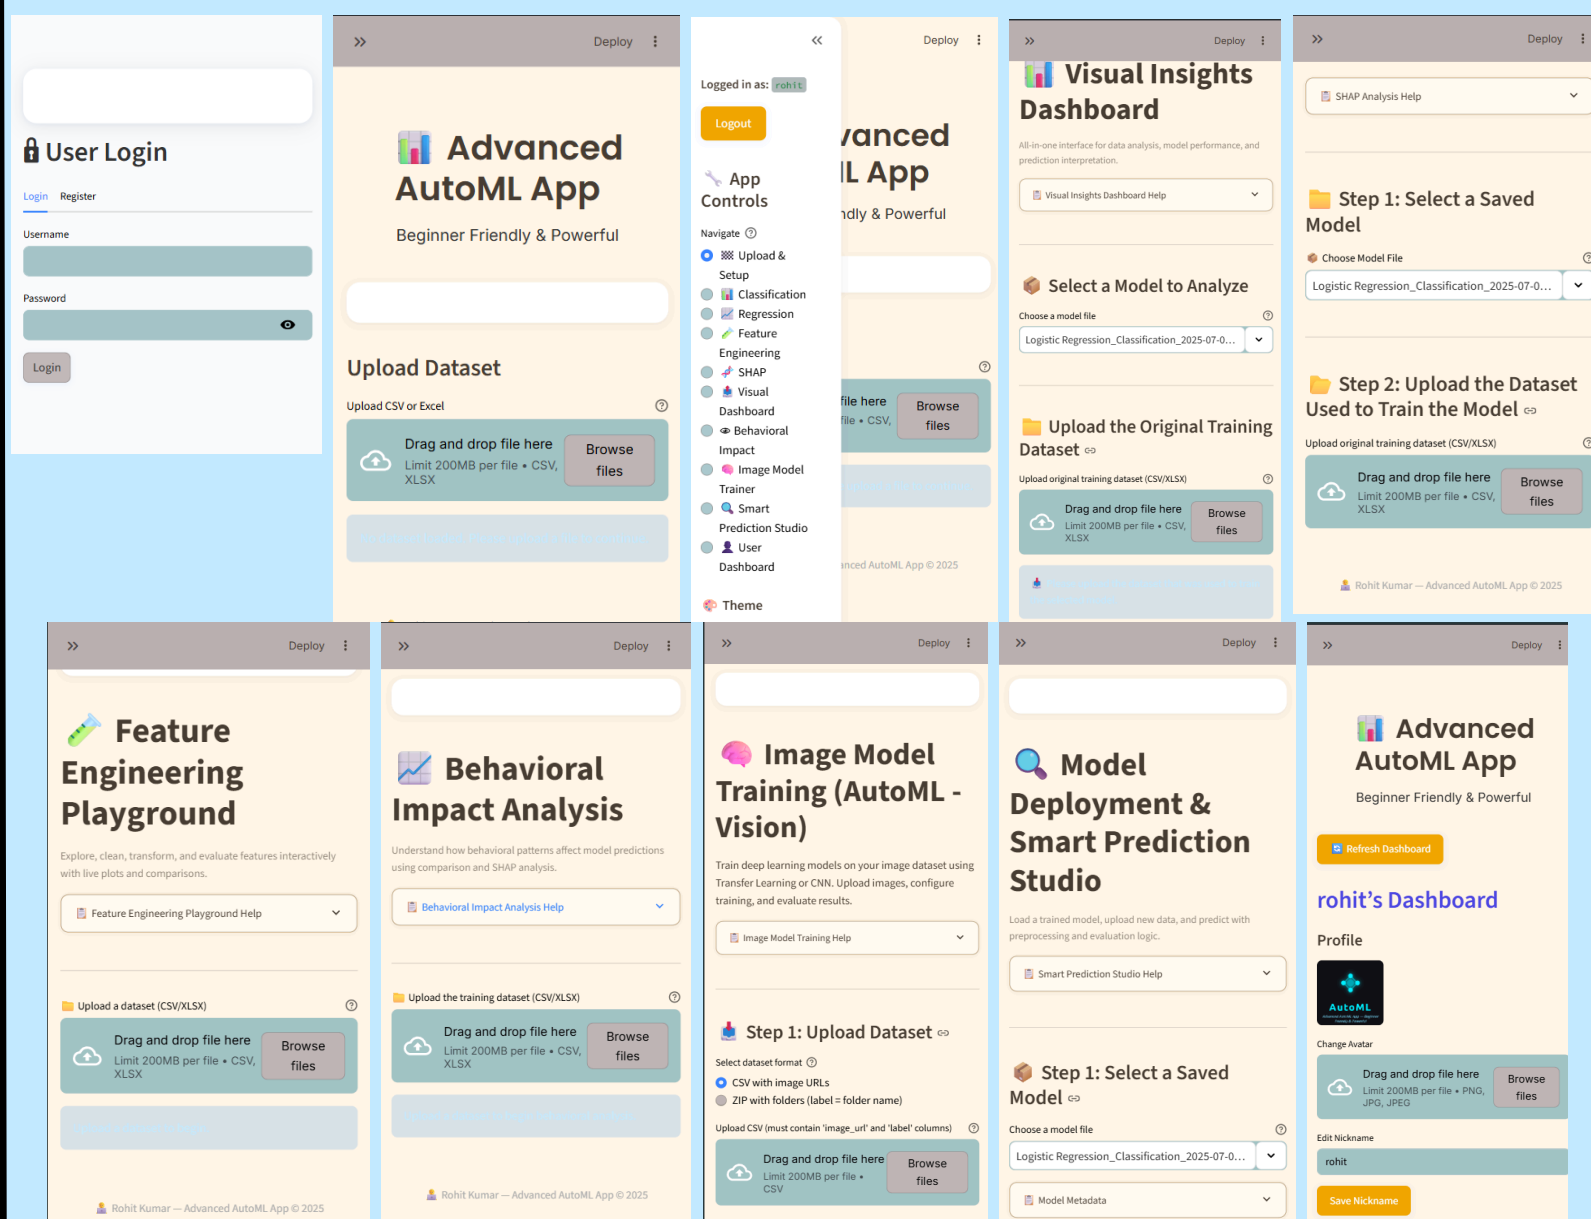 User Login
Login Register
Username
Password
Login
Deploy
Advanced
AutoML App
Beginner Friendly & Powerful
Upload Dataset
Upload CSV or Excel
Drag and drop file here
Limit 200MB per file • CSV,
XLSX
Browse
files
Deploy
Logged in as: rohit
Logout
App
Controls
Navigate
Upload &
Setup
Classification
Regression
Feature
Engineering
SHAP
Visual
Dashboard
Behavioral
Impact
Image Model
Trainer
Smart
Prediction Studio
User
Dashboard
Theme
vanced
L App
ndly & Powerful
file here
file • CSV,
Browse
files
anced AutoML App © 2025
Deploy
Visual Insights
Dashboard
All-in-one interface for data analysis, model performance, and
prediction interpretation.
Visual Insights Dashboard Help
Select a Model to Analyze
Choose a model file
Logistic Regression_Classification_2025-07-0...
Upload the Original Training
Dataset
Upload original training dataset (CSV/XLSX)
Drag and drop file here
Limit 200MB per file • CSV,
XLSX
Browse
files
Deploy
SHAP Analysis Help
Step 1: Select a Saved
Model
Choose Model File
Logistic Regression_Classification_2025-07-0...
Step 2: Upload the Dataset
Used to Train the Model
Upload original training dataset (CSV/XLSX)
Drag and drop file here
Limit 200MB per file • CSV,
XLSX
Browse
files
Rohit Kumar — Advanced AutoML App © 2025
Deploy
Feature
Engineering
Playground
Explore, clean, transform, and evaluate features interactively
with live plots and comparisons.
Feature Engineering Playground Help
Upload a dataset (CSV/XLSX)
Drag and drop file here
Limit 200MB per file • CSV,
XLSX
Browse
files
Rohit Kumar — Advanced AutoML App © 2025
Deploy
Behavioral
Impact Analysis
Understand how behavioral patterns affect model predictions
using comparison and SHAP analysis.
Behavioral Impact Analysis Help
Upload the training dataset (CSV/XLSX)
Drag and drop file here
Limit 200MB per file • CSV,
XLSX
Browse
files
Rohit Kumar — Advanced AutoML App © 2025
Deploy
Image Model
Training (AutoML -
Vision)
Train deep learning models on your image dataset using
Transfer Learning or CNN. Upload images, configure
training, and evaluate results.
Image Model Training Help
Step 1: Upload Dataset
Select dataset format
CSV with image URLs
ZIP with folders (label = folder name)
Upload CSV (must contain 'image_url' and 'label' columns)
Drag and drop file here
Limit 200MB per file •
CSV
Browse
files
Deploy
Model
Deployment &
Smart Prediction
Studio
Load a trained model, upload new data, and predict with
preprocessing and evaluation logic.
Smart Prediction Studio Help
Step 1: Select a Saved
Model
Choose a model file
Logistic Regression_Classification_2025-07-0...
Model Metadata
Deploy
Advanced
AutoML App
Beginner Friendly & Powerful
Refresh Dashboard
rohit's Dashboard
Profile
AutoML
Change Avatar
Drag and drop file here
Limit 200MB per file • PNG,
JPG, JPEG
Browse
files
Edit Nickname
rohit
Save Nickname